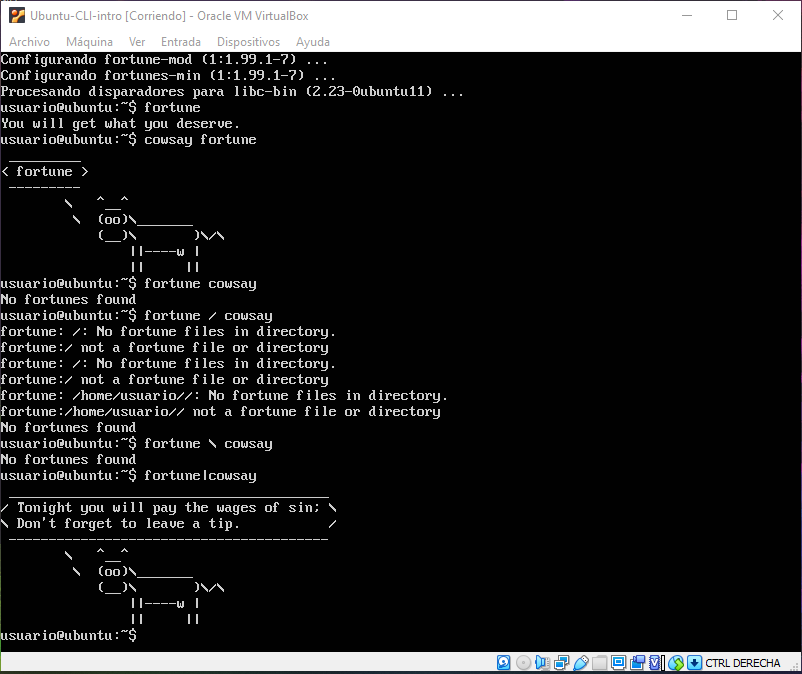 Ubuntu-CLI-intro [Corriendo] - Oracle VM VirtualBox
Archivo Máquina Ver Entrada Dispositivos Ayuda
Configurando fortune-mod (1:1.99.1-7) ...
Configurando fortunes-min (1:1.99.1-7) ...
Procesando disparadores para libc-bin (2.23-0ubuntu11) ...
usuario@ubuntu:~$ fortune
You will get what you deserve.
usuario@ubuntu:~$ cowsay fortune
 _________
< fortune >
 ---------
        \   ^__^
         \  (oo)\_______
            (__)\       )\/\
                ||----w |
                ||     ||
usuario@ubuntu:~$ fortune cowsay
No fortunes found
usuario@ubuntu:~$ fortune / cowsay
fortune: /: No fortune files in directory.
fortune:/ not a fortune file or directory
fortune: /: No fortune files in directory.
fortune:/ not a fortune file or directory
fortune: /home/usuario//: No fortune files in directory.
fortune:/home/usuario// not a fortune file or directory
No fortunes found
usuario@ubuntu:~$ fortune \ cowsay
No fortunes found
usuario@ubuntu:~$ fortune|cowsay
 ________________________________________
/ Tonight you will pay the wages of sin; \
\ Don't forget to leave a tip.           /
 ----------------------------------------
        \   ^__^
         \  (oo)\_______
            (__)\       )\/\
                ||----w |
                ||     ||
usuario@ubuntu:~$
CTRL DERECHA